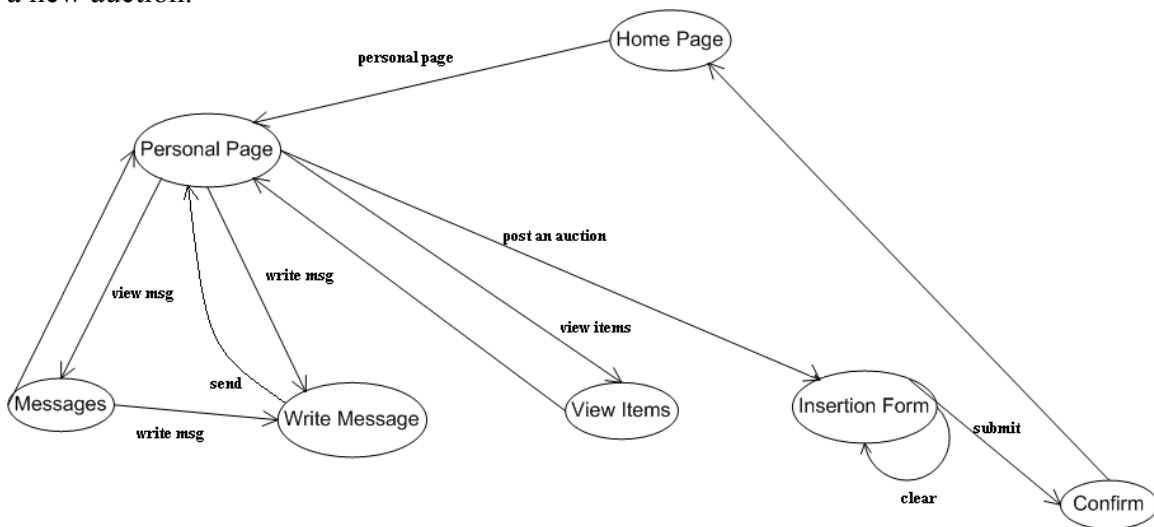 a new auction.
Home Page
personal page
Personal Page
post an auction
write msg
view msg
view items
send
Messages
Write Message
View Items
Insertion Form
write msg
submit
clear
Confirm